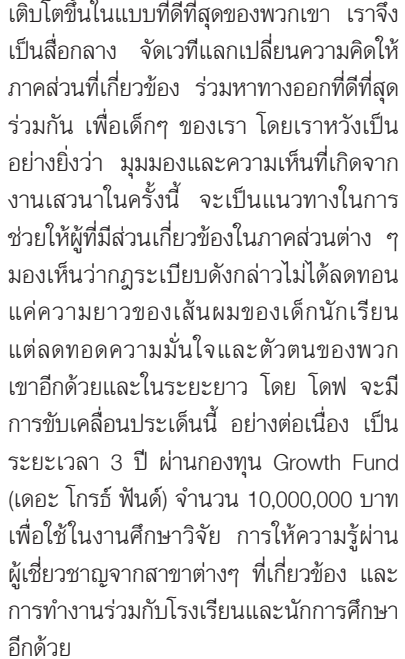 เติบโตขึ้นในแบบที่ดีที่สุดของพวกเขา เราจึง
เป็นสื่อกลาง จัดเวทีแลกเปลี่ยนความคิดให้
ภาคส่วนที่เกี่ยวข้อง ร่วมหาทางออกที่ดีที่สุด
ร่วมกัน เพื่อเด็กๆ ของเรา โดยเราหวังเป็น
อย่างยิ่งว่า มุมมองและความเห็นที่เกิดจาก
งานเสวนาในครั้งนี้ จะเป็นแนวทางในการ
ช่วยให้ผู้ที่มีส่วนเกี่ยวข้องในภาคส่วนต่าง ๆ
มองเห็นว่ากฎระเบียบดังกล่าวไม่ได้ลดทอน
แค่ความยาวของเส้นผมของเด็กนักเรียน
แต่ลดทอดความมั่นใจและตัวตนของพวก
เขาอีกด้วยและในระยะยาว โดย โดฟ จะมี
การขับเคลื่อนประเด็นนี้ อย่างต่อเนื่อง เป็น
ระยะเวลา 3 ปี ผ่านกองทุน Growth Fund
(เดอะ โกรธ์ ฟันด์) จำนวน 10,000,000 บาท
เพื่อใช้ในงานศึกษาวิจัย การให้ความรู้ผ่าน
ผู้เชี่ยวชาญจากสาขาต่างๆ ที่เกี่ยวข้อง และ
การทำงานร่วมกับโรงเรียนและนักการศึกษา
อีกด้วย